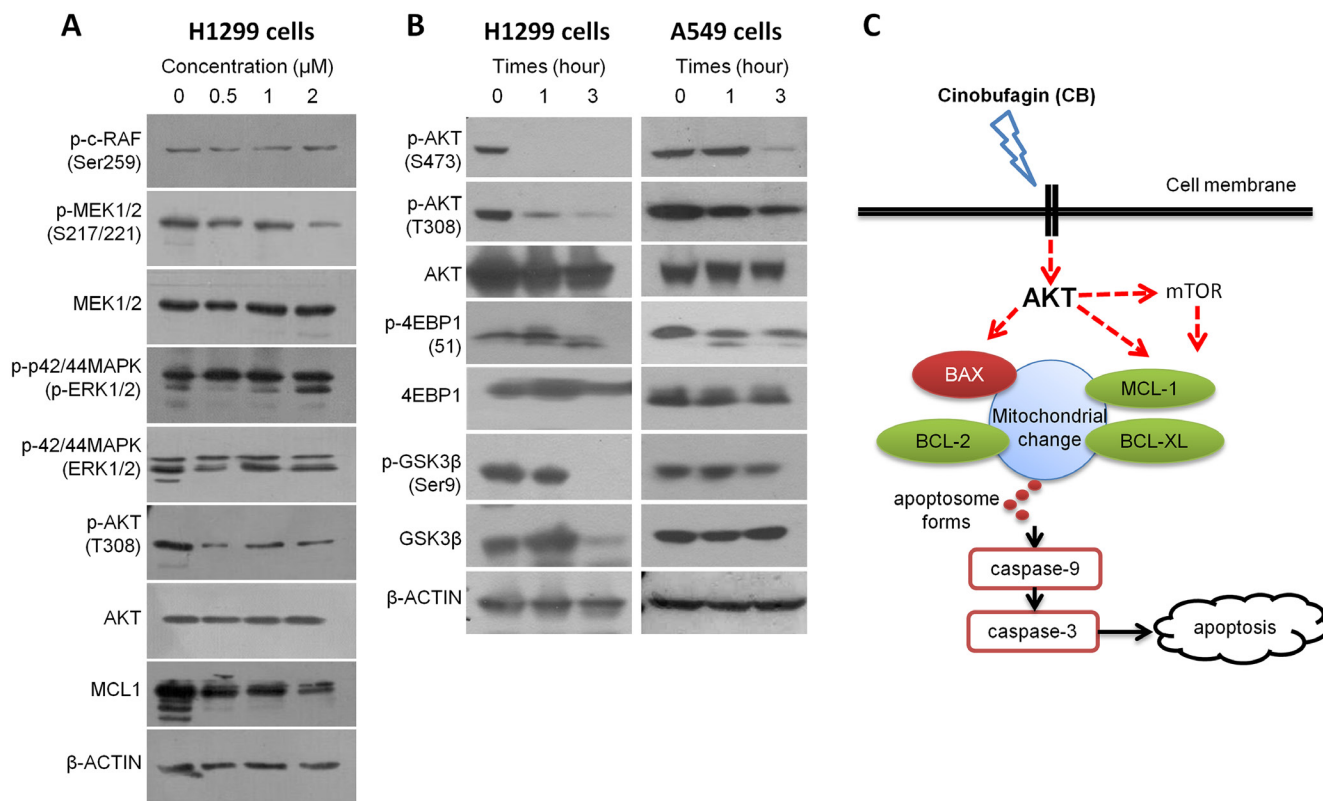 A
H1299 cells
Concentration (µM)
0 0.5 1 2
p-c-RAF
(Ser259)
p-MEK1/2
(S217/221)
MEK1/2
p-p42/44MAPK
(p-ERK1/2)
p-42/44MAPK
(ERK1/2)
p-AKT
(T308)
AKT
MCL1
β-ACTIN
B
H1299 cells A549 cells
Times (hour) Times (hour)
0 1 3 0 1 3
p-AKT
(S473)
p-AKT
(T308)
AKT
p-4EBP1
(51)
4EBP1
p-GSK3β
(Ser9)
GSK3β
β-ACTIN
C
Cinobufagin (CB)
Cell membrane
AKT
mTOR
BAX
MCL-1
Mitochondrial
change
BCL-2
BCL-XL
apoptosome
forms
caspase-9
caspase-3
apoptosis